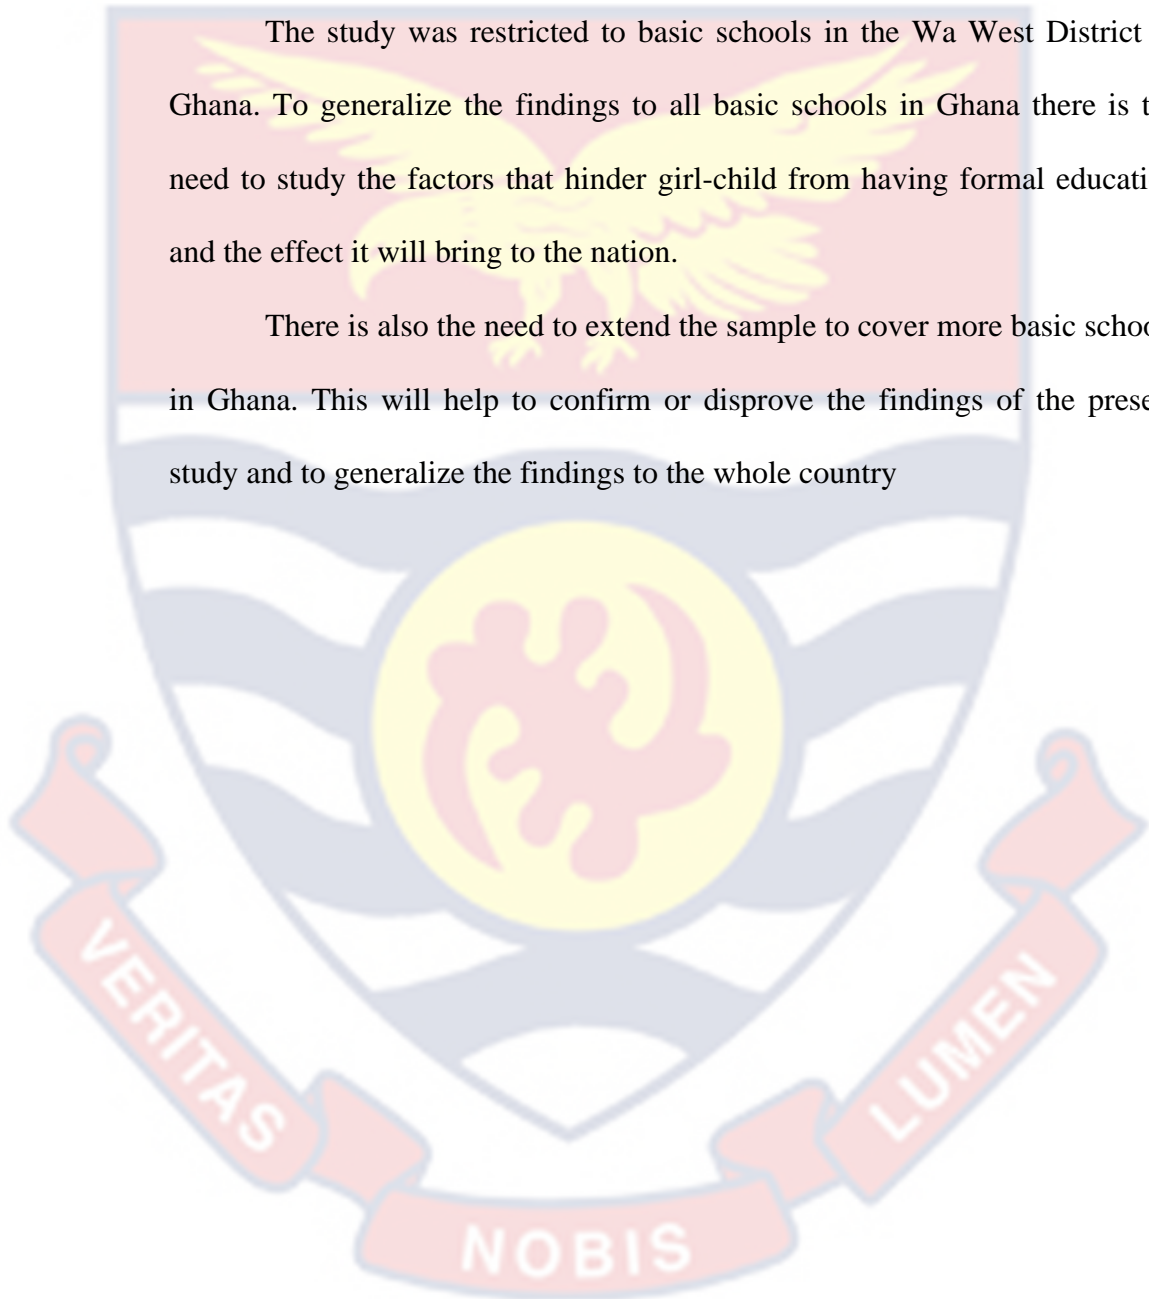 The study was restricted to basic schools in the Wa West District
Ghana. To generalize the findings to all basic schools in Ghana there is t
need to study the factors that hinder girl-child from having formal educati
and the effect it will bring to the nation.
There is also the need to extend the sample to cover more basic schoo
in Ghana. This will help to confirm or disprove the findings of the prese
study and to generalize the findings to the whole country
VERITAS
NOBIS
LUMEN